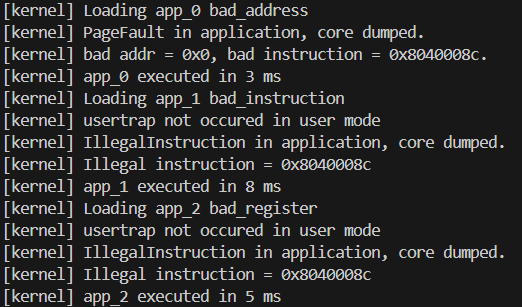 [kernel] Loading app_0 bad_address
[kernel] PageFault in application, core dumped.
[kernel] bad addr = 0x0, bad instruction = 0x8040008c.
[kernel] app_0 executed in 3 ms
[kernel] Loading app_1 bad_instruction
[kernel] usertrap not occured in user mode
[kernel] IllegalInstruction in application, core dumped.
[kernel] Illegal instruction = 0x8040008c
[kernel] app_1 executed in 8 ms
[kernel] Loading app_2 bad_register
[kernel] usertrap not occured in user mode
[kernel] IllegalInstruction in application, core dumped.
[kernel] Illegal instruction = 0x8040008c
[kernel] app_2 executed in 5 ms